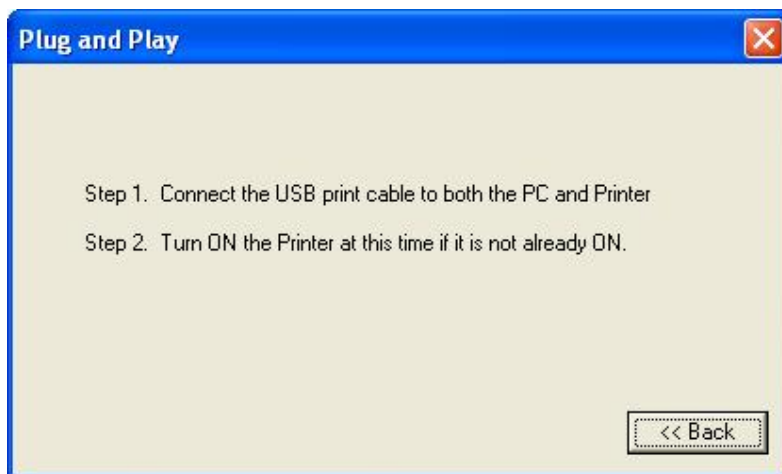 Plug and Play
Step 1. Connect the USB print cable to both the PC and Printer
Step 2. Turn ON the Printer at this time if it is not already ON.
<< Back